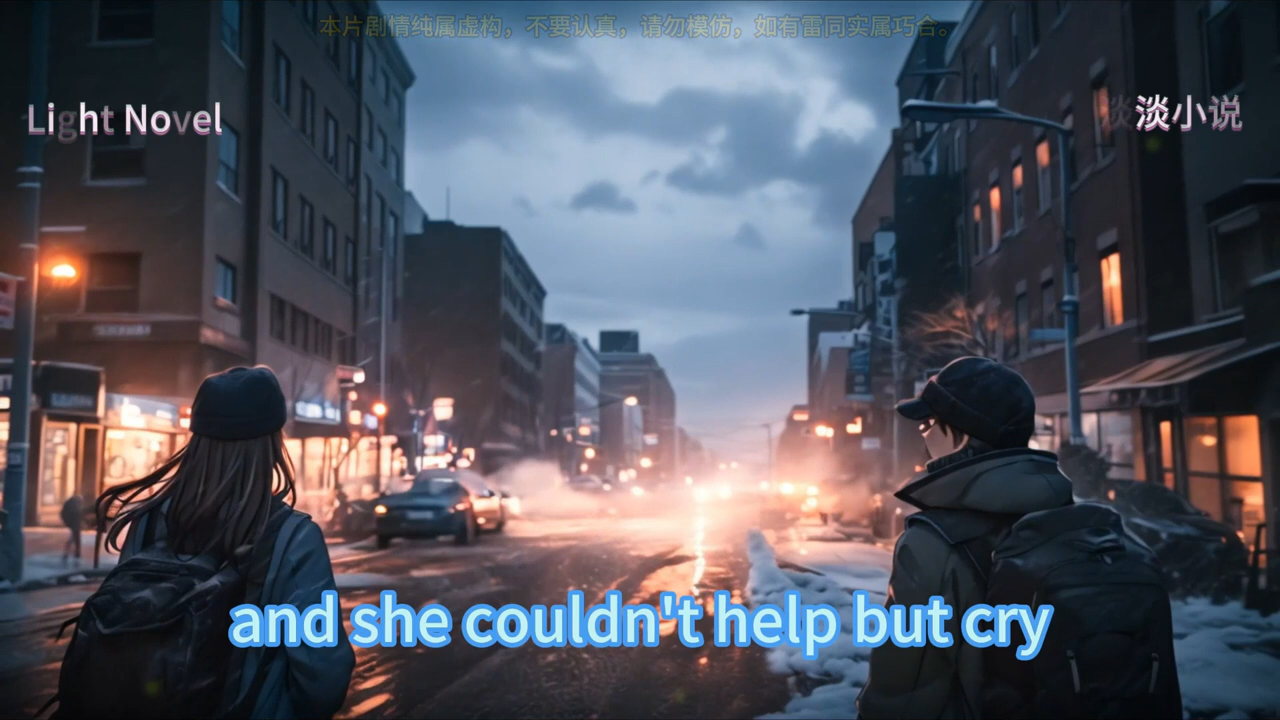 本片剧情纯属虚构，不要认真，请勿模仿，如有雷同实属巧合。
Light Novel
淡淡小说
and she couldn't help but cry